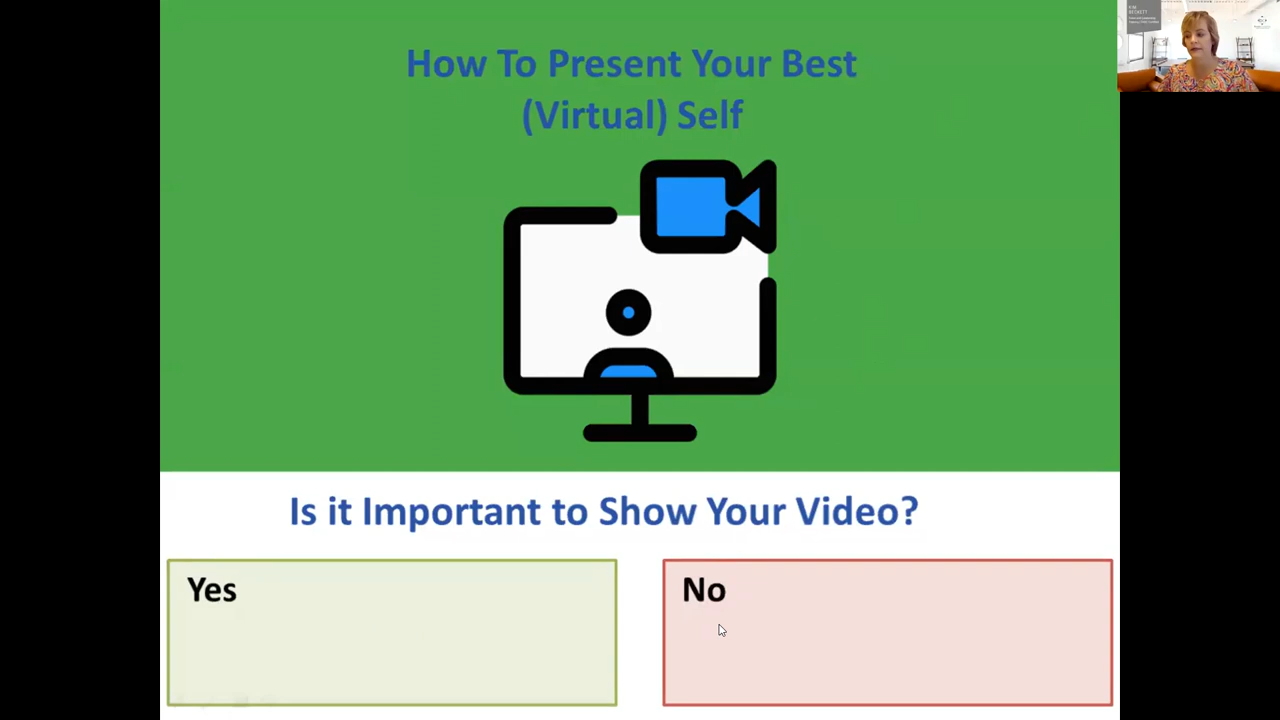 How To Present Your Best
(Virtual) Self
Is it Important to Show Your Video?
Yes
No